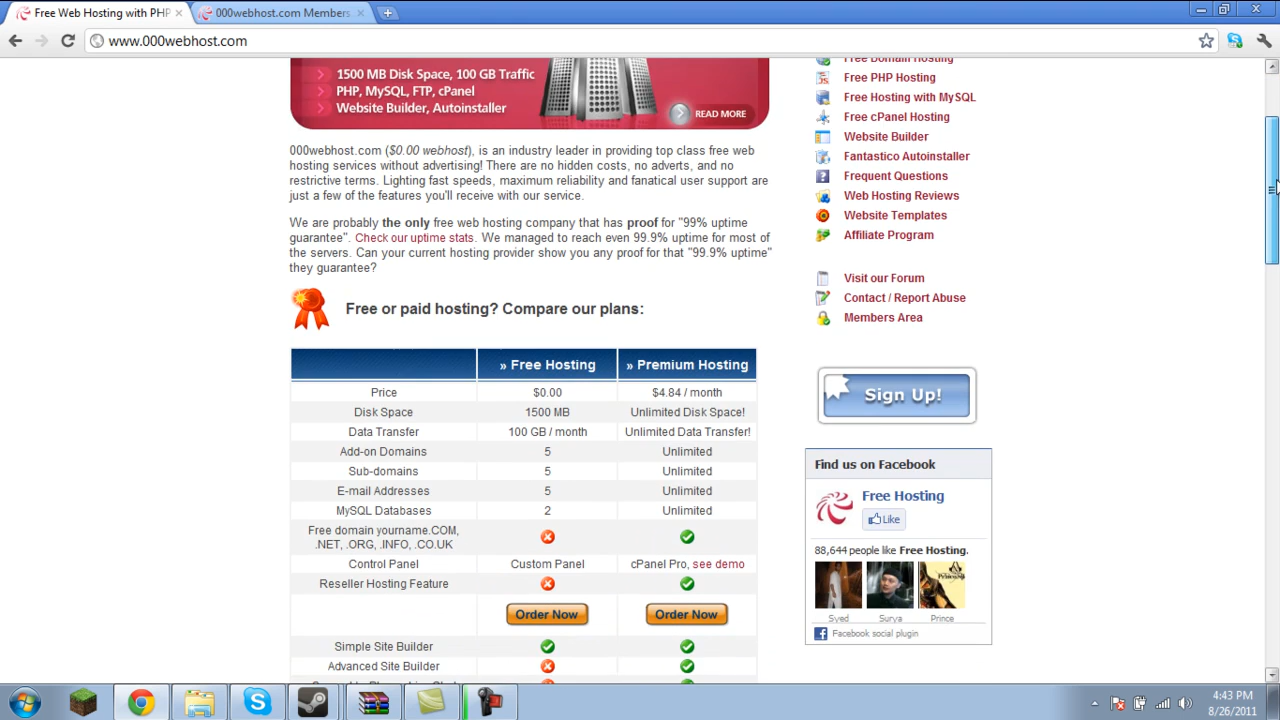 Free Web Hosting with PHP
000webhost.com Members
www.000webhost.com
1500 MB Disk Space, 100 GB Traffic
PHP, MySQL, FTP, cPanel
Website Builder, Autoinstaller
READ MORE
000webhost.com ($0.00 webhost), is an industry leader in providing top class free web
hosting services without advertising! There are no hidden costs, no adverts, and no
restrictive terms. Lighting fast speeds, maximum reliability and fanatical user support are
just a few of the features you'll receive with our service.
We are probably the only free web hosting company that has proof for "99% uptime
guarantee". Check our uptime stats. We managed to reach even 99.9% uptime for most of
the servers. Can your current hosting provider show you any proof for that "99.9% uptime"
they guarantee?
Free or paid hosting? Compare our plans:
» Free Hosting » Premium Hosting
Price $0.00 $4.84 / month
Disk Space 1500 MB Unlimited Disk Space!
Data Transfer 100 GB / month Unlimited Data Transfer!
Add-on Domains 5 Unlimited
Sub-domains 5 Unlimited
E-mail Addresses 5 Unlimited
MySQL Databases 2 Unlimited
Free domain yourname.COM,
.NET, .ORG, .INFO, .CO.UK
Control Panel Custom Panel cPanel Pro, see demo
Reseller Hosting Feature
Order Now Order Now
Simple Site Builder
Advanced Site Builder
Free Domain Hosting
Free PHP Hosting
Free Hosting with MySQL
Free cPanel Hosting
Website Builder
Fantastico Autoinstaller
Frequent Questions
Web Hosting Reviews
Website Templates
Affiliate Program
Visit our Forum
Contact / Report Abuse
Members Area
Sign Up!
Find us on Facebook
Free Hosting
Like
88,644 people like Free Hosting.
Syed Surya Prince
Facebook social plugin
4:43 PM
8/26/2011